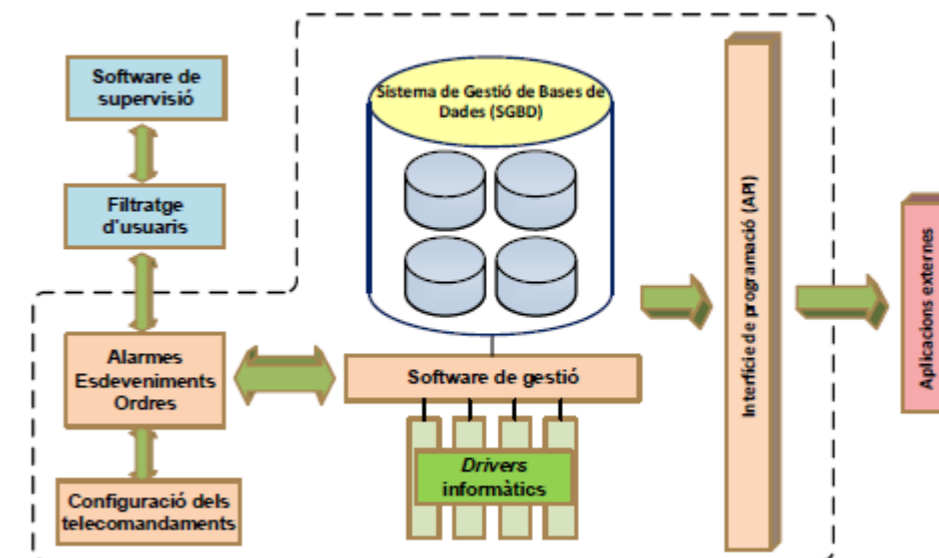 Software de
supervisió
Filtratge
d'usuaris
Alarmes
Esdeveniments
Ordres
Configuració dels
telecomandaments
Sistema de Gestió de Bases de
Dades (SGBD)
Software de gestió
Drivers
informàtics
Interfície de programació (API)
Aplicacions externes